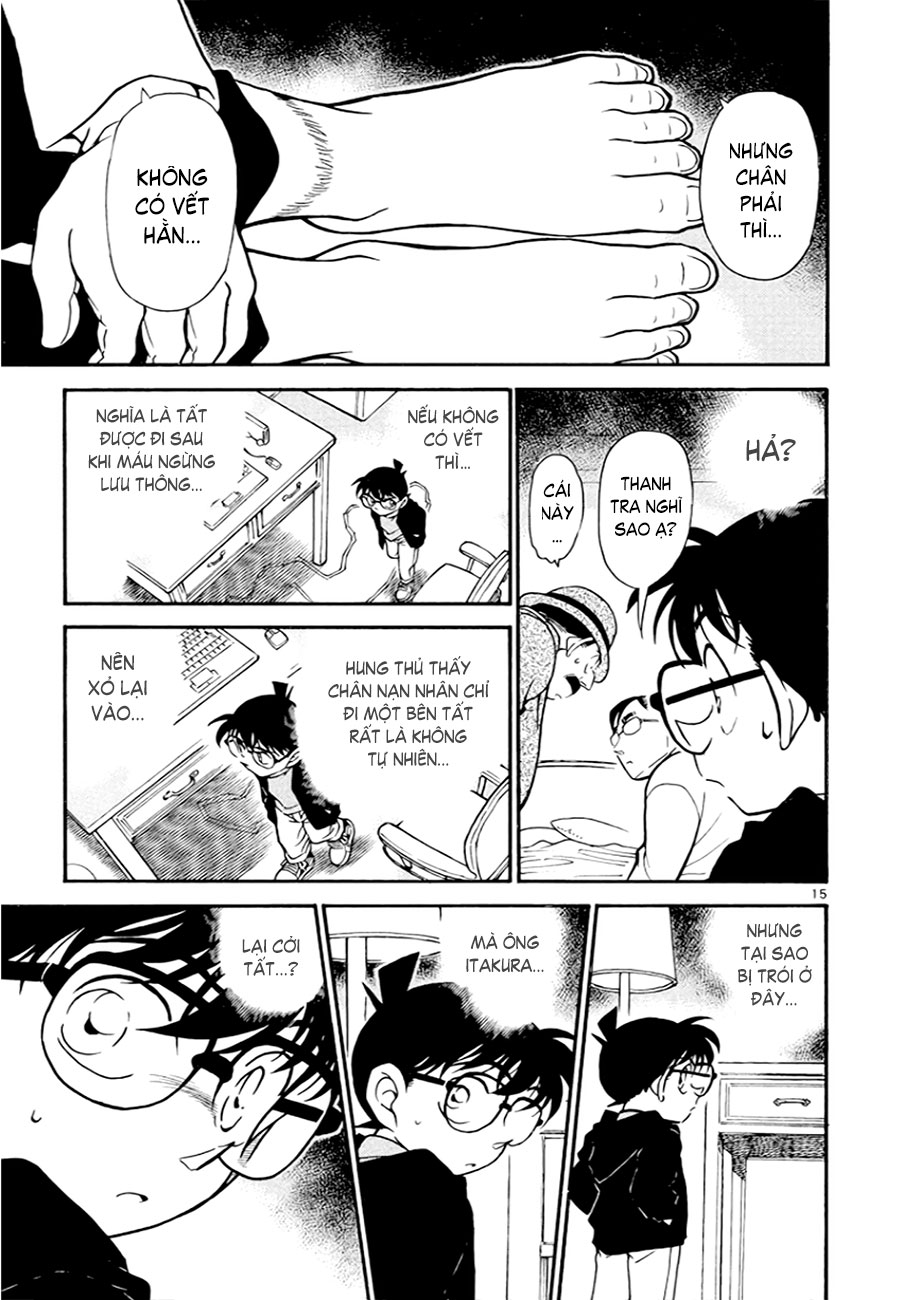 NHƯNG
CHÂN
PHẢI
THÌ...
KHÔNG
CÓ VẾT
HẰN...
HẢ?
THANH
TRA NGHĨ
SAO Ạ?
CÁI
NÀY
...
NẾU KHÔNG
CÓ VẾT
THÌ...
NGHĨA LÀ TẤT
ĐƯỢC ĐI SAU
KHI MÁU NGỪNG
LƯU THÔNG...
HUNG THỦ THẤY
CHÂN NẠN NHÂN CHỈ
ĐI MỘT BÊN TẤT
RẤT LÀ KHÔNG
TỰ NHIÊN...
NÊN
XỎ LẠI
VÀO...
15
NHƯNG
TẠI SAO
BỊ TRÓI Ở
ĐÂY...
MÀ ÔNG
ITAKURA...
LẠI CỞI
TẤT...?